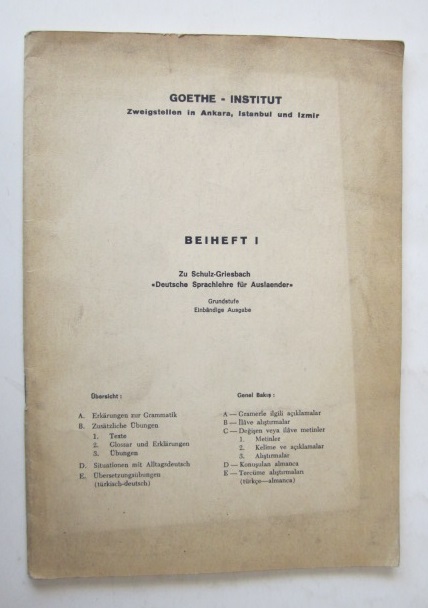 GOETHE - INSTITUT
Zweigstellen in Ankara, Istanbul und Izmir
BEIHEFT I
Zu Schulz-Griesbach
«Deutsche Sprachlehre für Auslaender»
Grundstufe
Einbändige Ausgabe
Übersicht :
A. Erkärungen zur Grammatik
B. Zusätzliche Übungen
1. Texte
2. Glossar und Erklärungen
3. Übungen
D. Situationen mit Alltagsdeutsch
E. Übersetzungsübungen
(türkisch-deutsch)
Genel Bakış :
A — Gramerle ilgili açıklamalar
B — İlâve alıştırmalar
C — Değişen veya ilâve metinler
1. Metinler
2. Kelime ve açıklamalar
3. Alıştırmalar
D — Konuşulan almanca
E — Tercüme alıştırmaları
(türkçe—almanca)